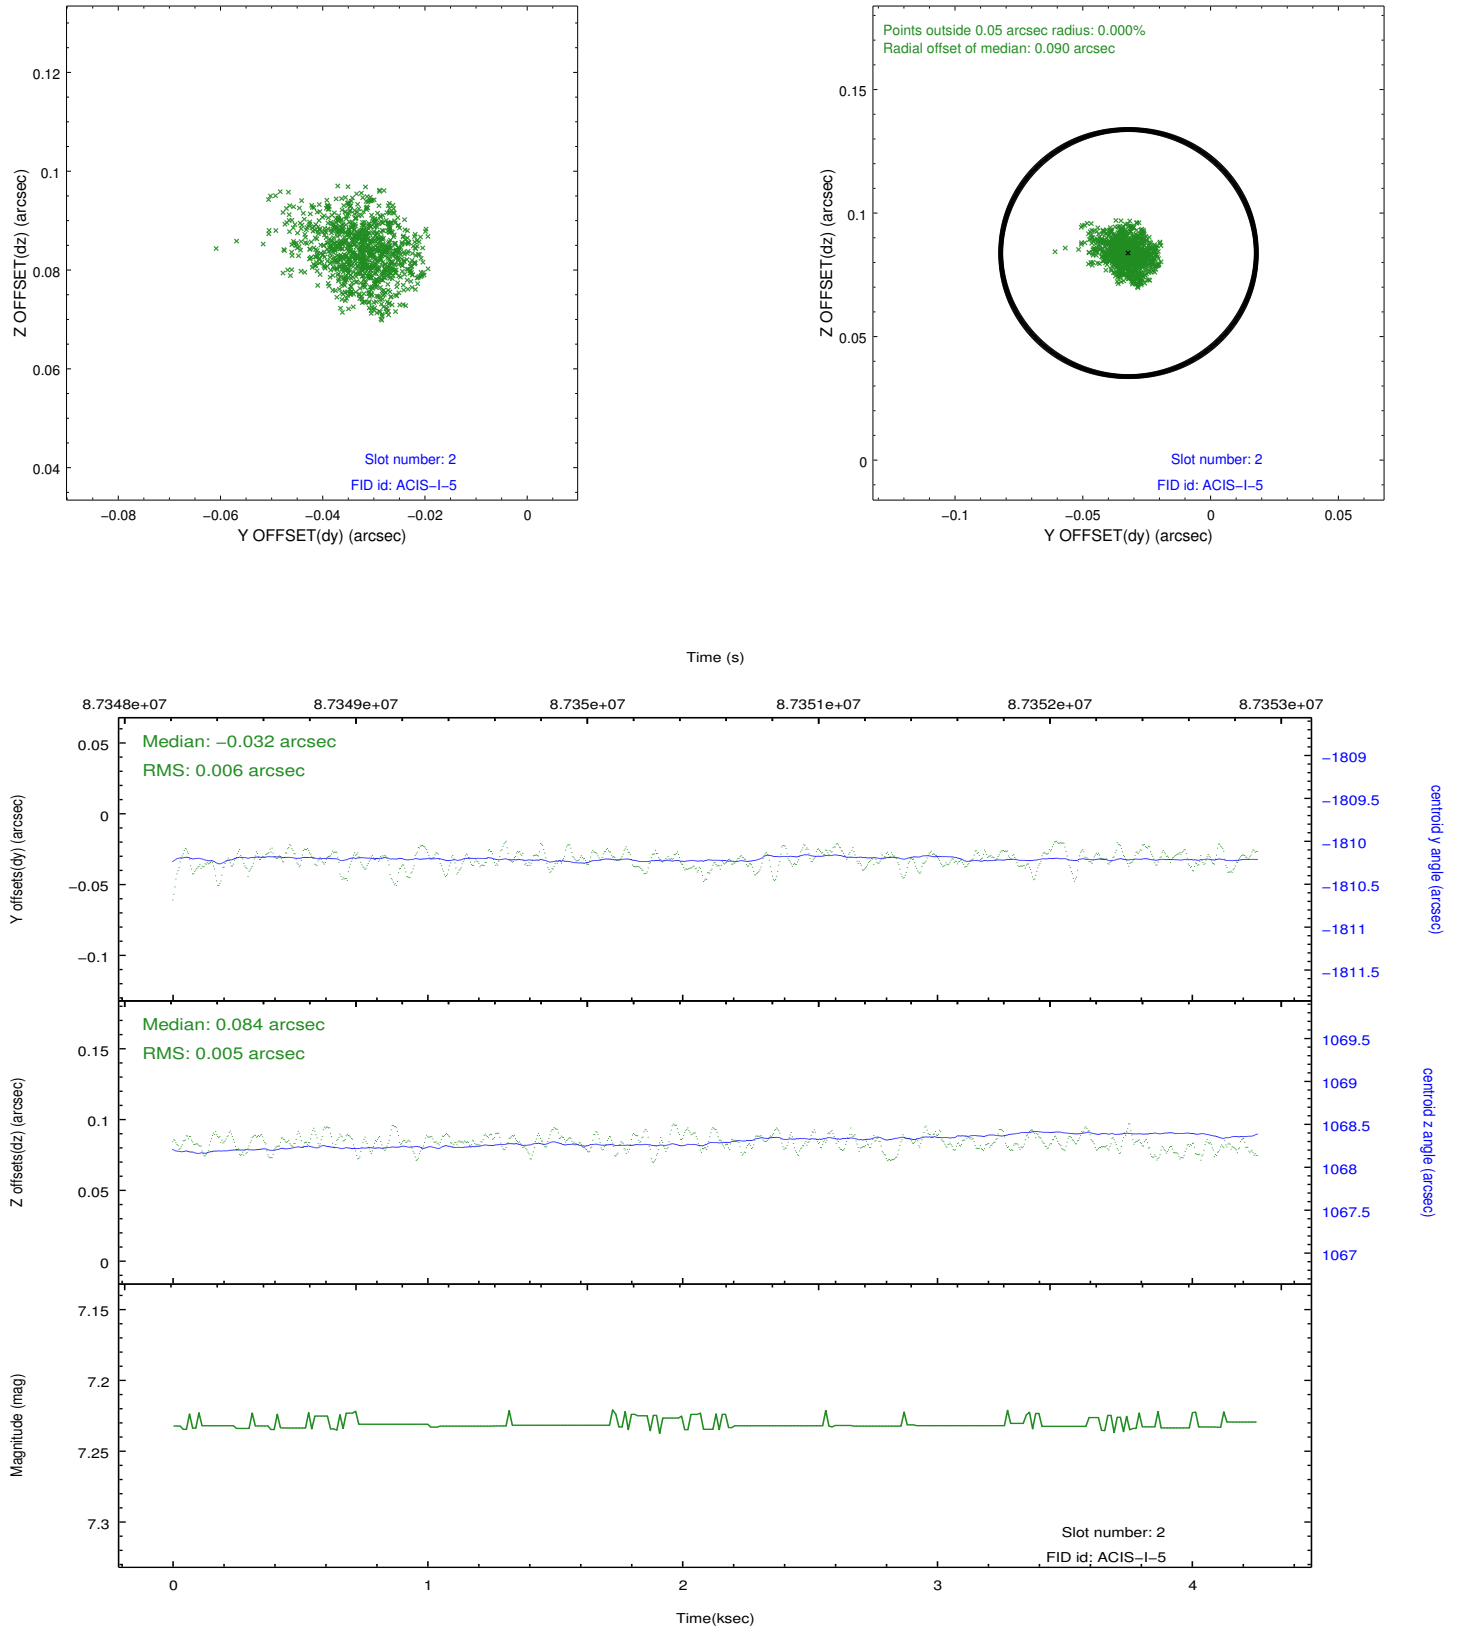 0.12
0.1
0.08
0.06
0.04
Z OFFSET(dz) (arcsec)
−0.08
−0.06
−0.04
−0.02
0
Y OFFSET(dy) (arcsec)
Slot number: 2
FID id: ACIS−I−5
Points outside 0.05 arcsec radius: 0.000%
Radial offset of median: 0.090 arcsec
0.15
0.1
0.05
0
Z OFFSET(dz) (arcsec)
−0.1
−0.05
0
0.05
Y OFFSET(dy) (arcsec)
Slot number: 2
FID id: ACIS−I−5
Time (s)
8.7348e+07
8.7349e+07
8.735e+07
8.7351e+07
8.7352e+07
8.7353e+07
Median: −0.032 arcsec
RMS: 0.006 arcsec
0.05
0
−0.05
−0.1
Y offsets(dy) (arcsec)
−1809
−1809.5
−1810
−1810.5
−1811
−1811.5
centroid y angle (arcsec)
Median: 0.084 arcsec
RMS: 0.005 arcsec
0.15
0.1
0.05
0
Z offsets(dz) (arcsec)
1069.5
1069
1068.5
1068
1067.5
1067
centroid z angle (arcsec)
7.15
7.2
7.25
7.3
Magnitude (mag)
Slot number: 2
FID id: ACIS−I−5
0
1
2
3
4
Time(ksec)